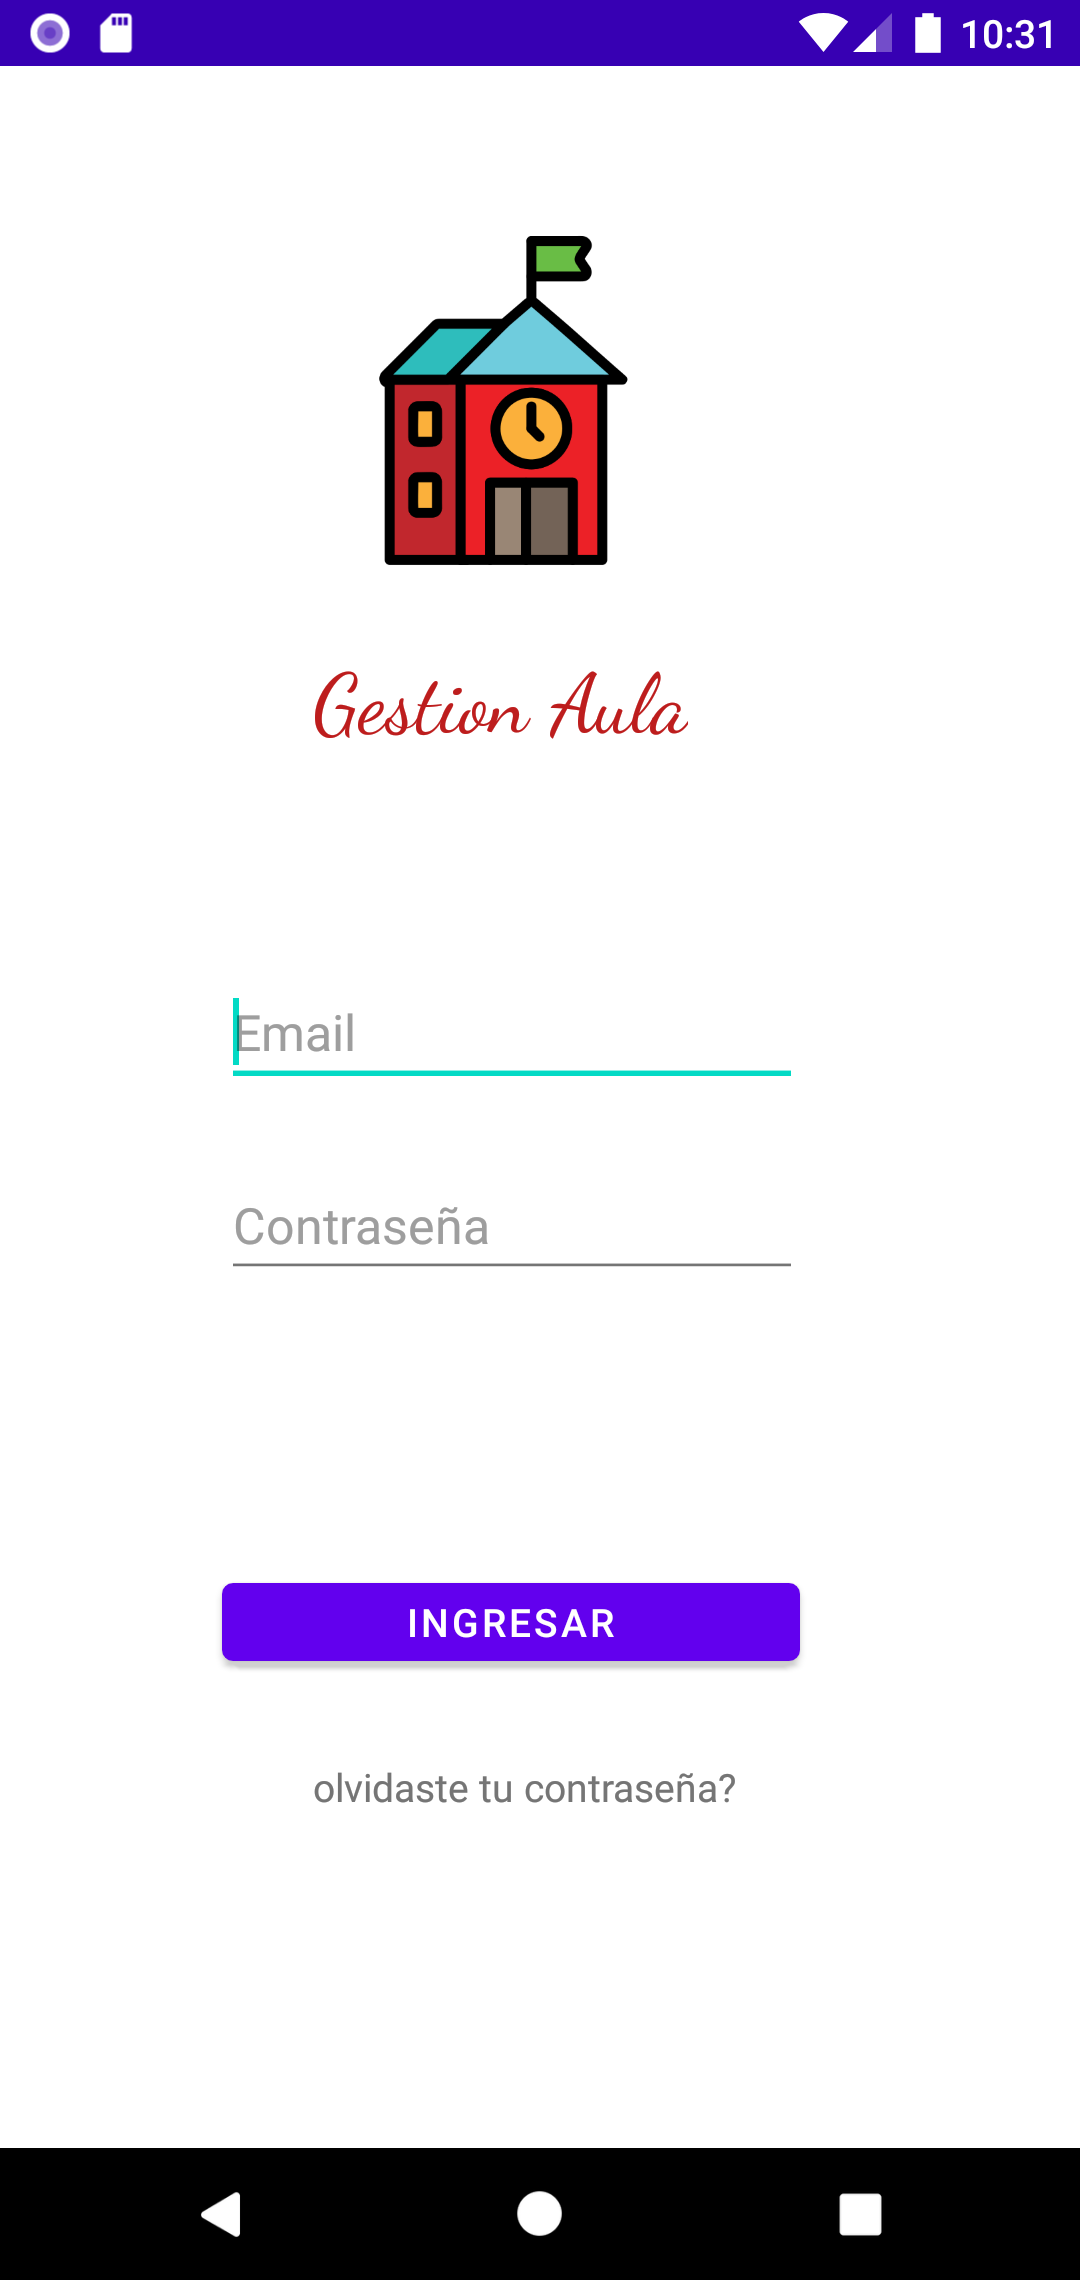 10:31
Gestion Aula
Email
Contraseña
INGRESAR
olvidaste tu contraseña?